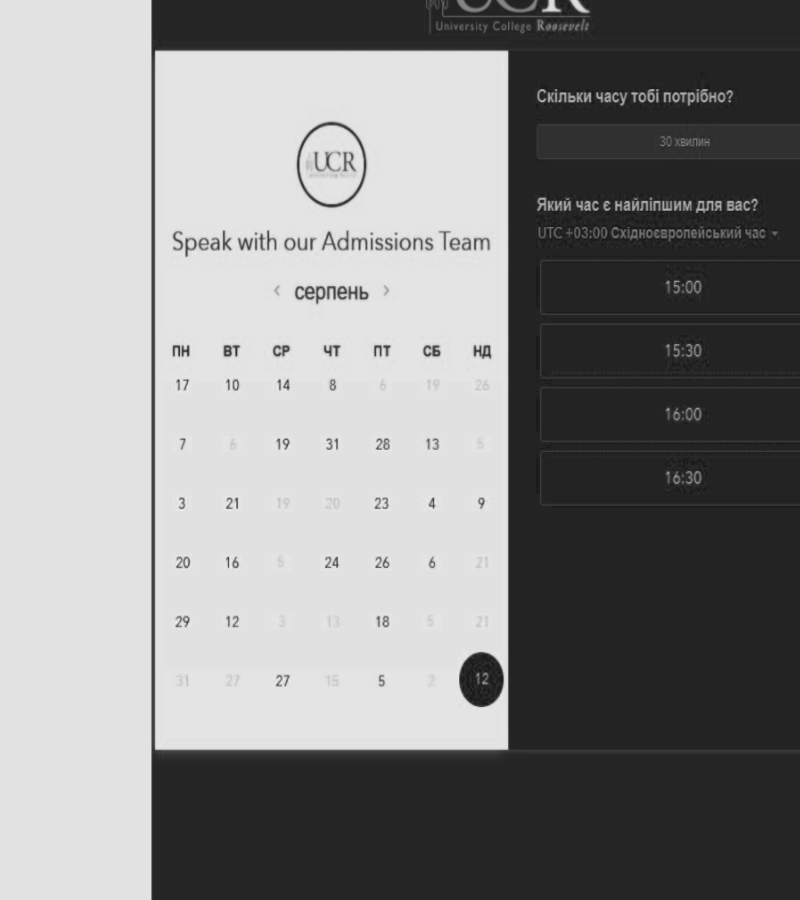 UCR
University College Roosevelt
UCR
Speak with our Admissions Team
‹ серпень ›
ПН ВТ СР ЧТ ПТ СБ НД
17 10 14 8 6 19 26
7 6 19 31 28 13 5
3 21 19 20 23 4 9
20 16 5 24 26 6 21
29 12 3 13 18 5 21
31 27 27 15 5 2 12
Скільки часу тобі потрібно?
30 хвилин
Який час є найліпшим для вас?
UTC +03:00 Східноєвропейський час
15:00
15:30
16:00
16:30